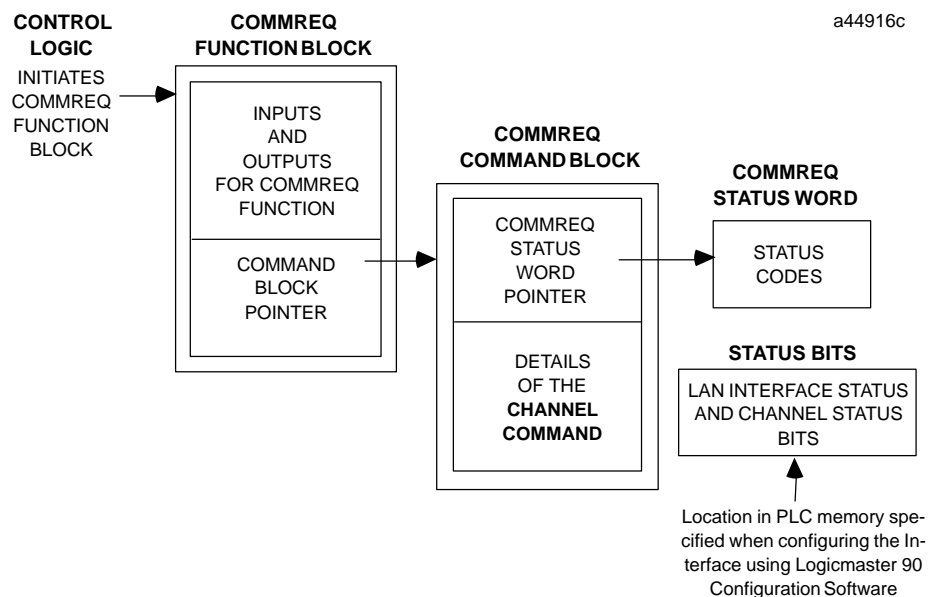 CONTROL
LOGIC
INITIATES
COMMREQ
FUNCTION
BLOCK
COMMREQ
FUNCTION BLOCK
INPUTS
AND
OUTPUTS
FOR COMMREQ
FUNCTION
COMMAND
BLOCK
POINTER
COMMREQ
COMMAND BLOCK
COMMREQ
STATUS
WORD
POINTER
DETAILS
OF THE
CHANNEL
COMMAND
a44916c
COMMREQ
STATUS WORD
STATUS
CODES
STATUS BITS
LAN INTERFACE STATUS
AND CHANNEL STATUS
BITS
Location in PLC memory spe-
cified when configuring the In-
terface using Logicmaster 90
Configuration Software